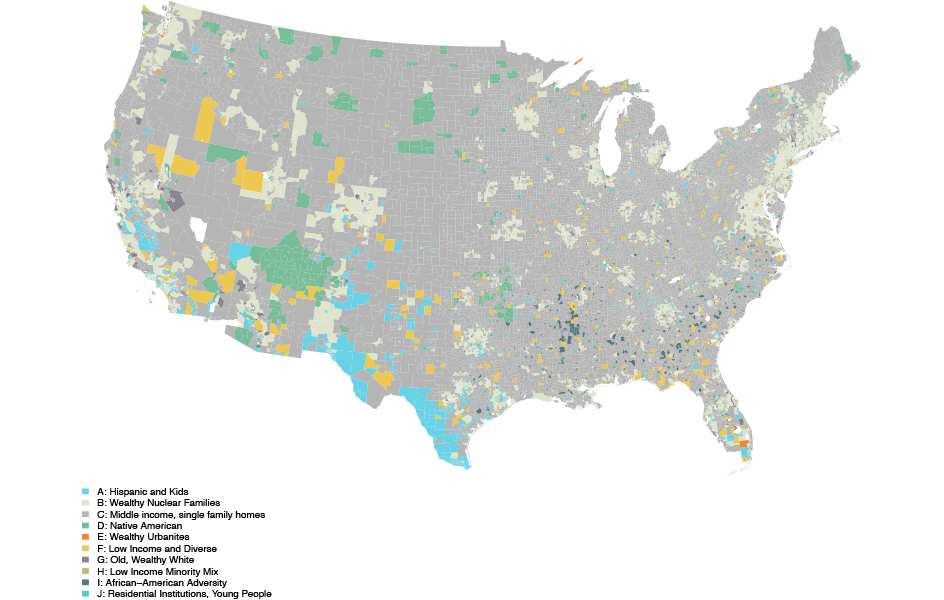 A: Hispanic and Kids
B: Wealthy Nuclear Families
C: Middle income, single family homes
D: Native American
E: Wealthy Urbanites
F: Low Income and Diverse
G: Old, Wealthy White
H: Low Income Minority Mix
I: African−American Adversity
J: Residential Institutions, Young People